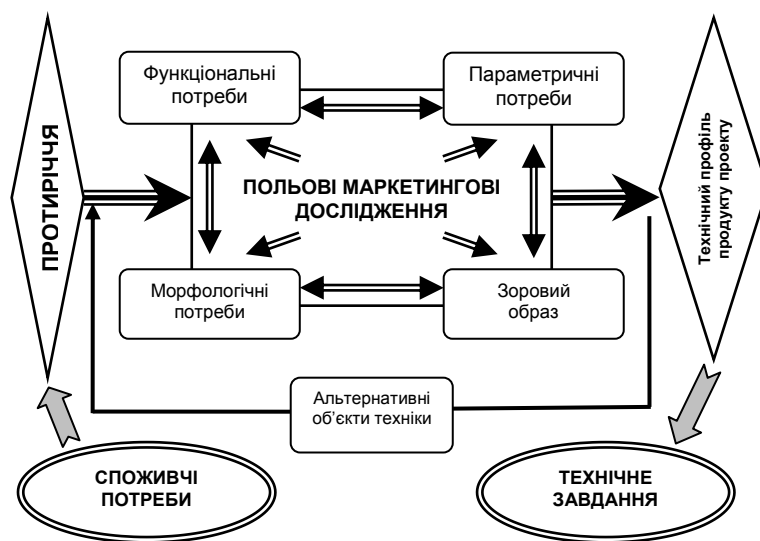 ПРОТИРІЧЧЯ
Функціональні
потреби
Параметричні
потреби
ПОЛЬОВІ МАРКЕТИНГОВІ
ДОСЛІДЖЕННЯ
Морфологічні
потреби
Зоровий
образ
Технічний профіль
продукту проекту
Альтернативні
об'єкти техніки
СПОЖИВЧІ
ПОТРЕБИ
ТЕХНІЧНЕ
ЗАВДАННЯ